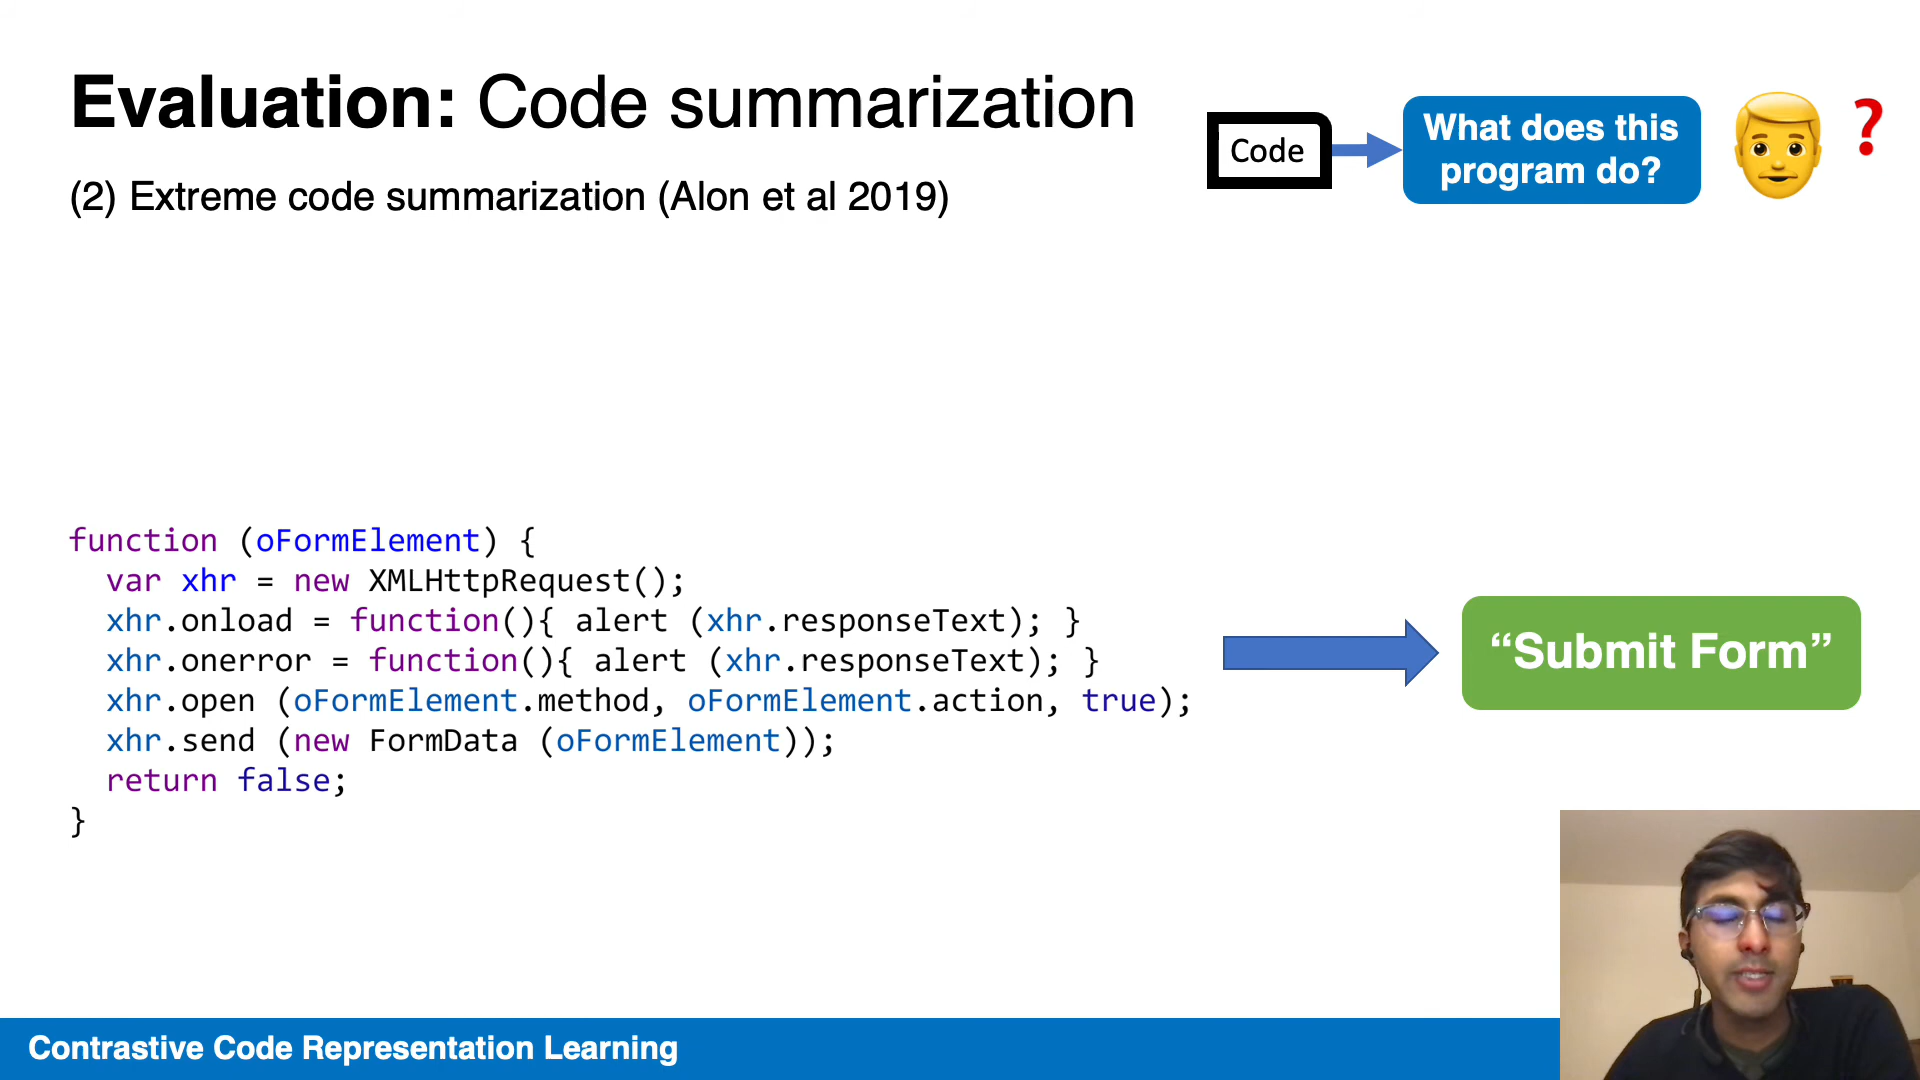 Evaluation: Code summarization
(2) Extreme code summarization (Alon et al 2019)
Code
What does this
program do?
❓
function (oFormElement) {
  var xhr = new XMLHttpRequest();
  xhr.onload = function(){ alert (xhr.responseText); }
  xhr.onerror = function(){ alert (xhr.responseText); }
  xhr.open (oFormElement.method, oFormElement.action, true);
  xhr.send (new FormData (oFormElement));
  return false;
}
“Submit Form”
Contrastive Code Representation Learning